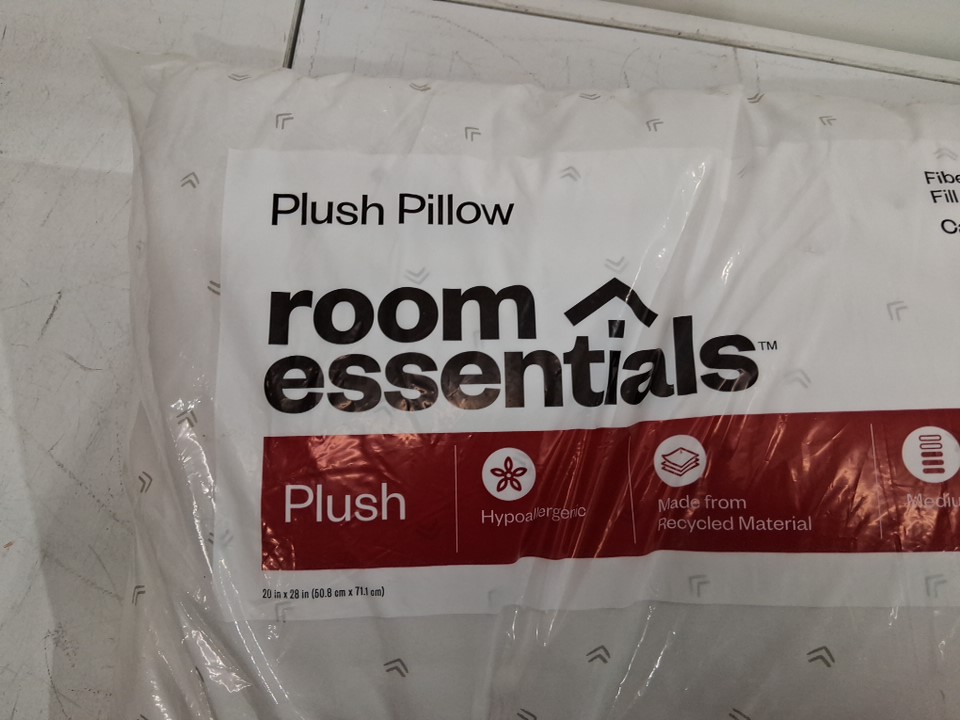 Plush Pillow
room
essentials™
Fill
Plush
Hypoallergenic
Made from
Recycled Material
20 in x 28 in (50.8 cm x 71.1 cm)